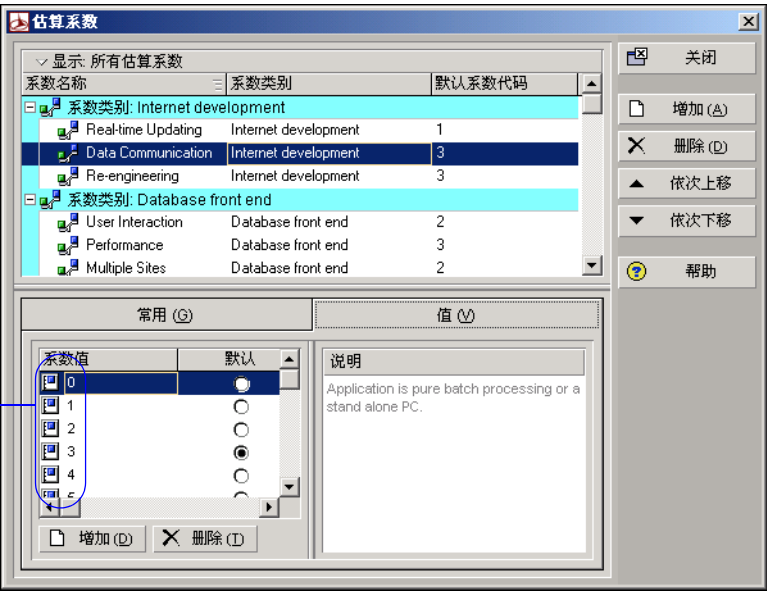 估算系数
显示: 所有估算系数
系数名称 系数类别 默认系数代码
系数类别: Internet development
Real-time Updating Internet development 1
Data Communication Internet development 3
Re-engineering Internet development 3
系数类别: Database front end
User Interaction Database front end 2
Performance Database front end 3
Multiple Sites Database front end 2
关闭
增加 (A)
删除 (D)
依次上移
依次下移
帮助
常用 (G) 值 (V)
系数值 默认
0
1
2
3
4
5
增加 (D) 删除 (T)
说明
Application is pure batch processing or a
stand alone PC.